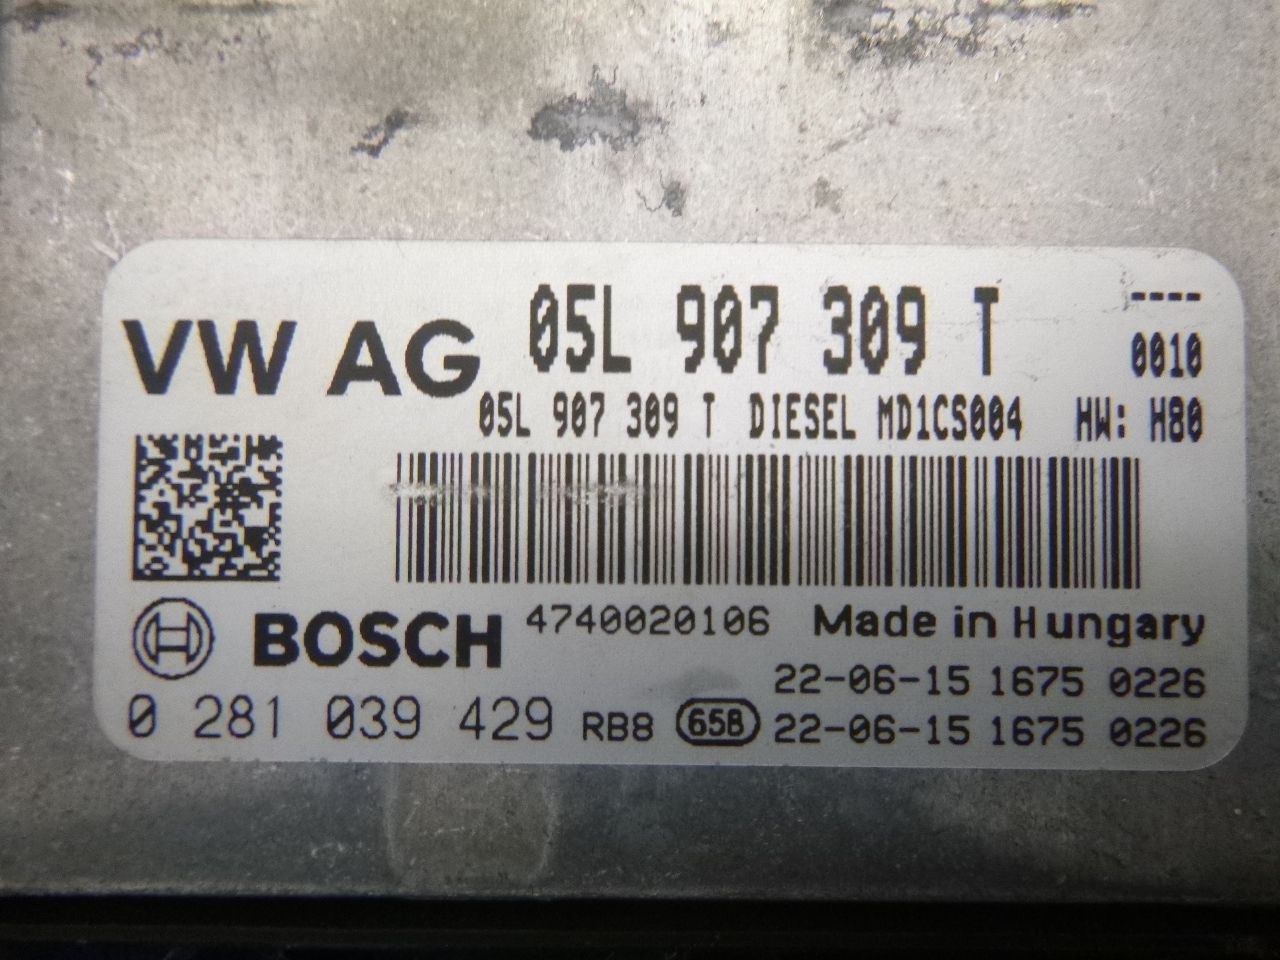 VW AG 05L 907 309 T ----
0010
05L 907 309 T DIESEL MD1CS004 HW: H80
BOSCH 4740020106 Made in Hungary
22-06-15 1675 0226
0 281 039 429 RB8 65B 22-06-15 1675 0226